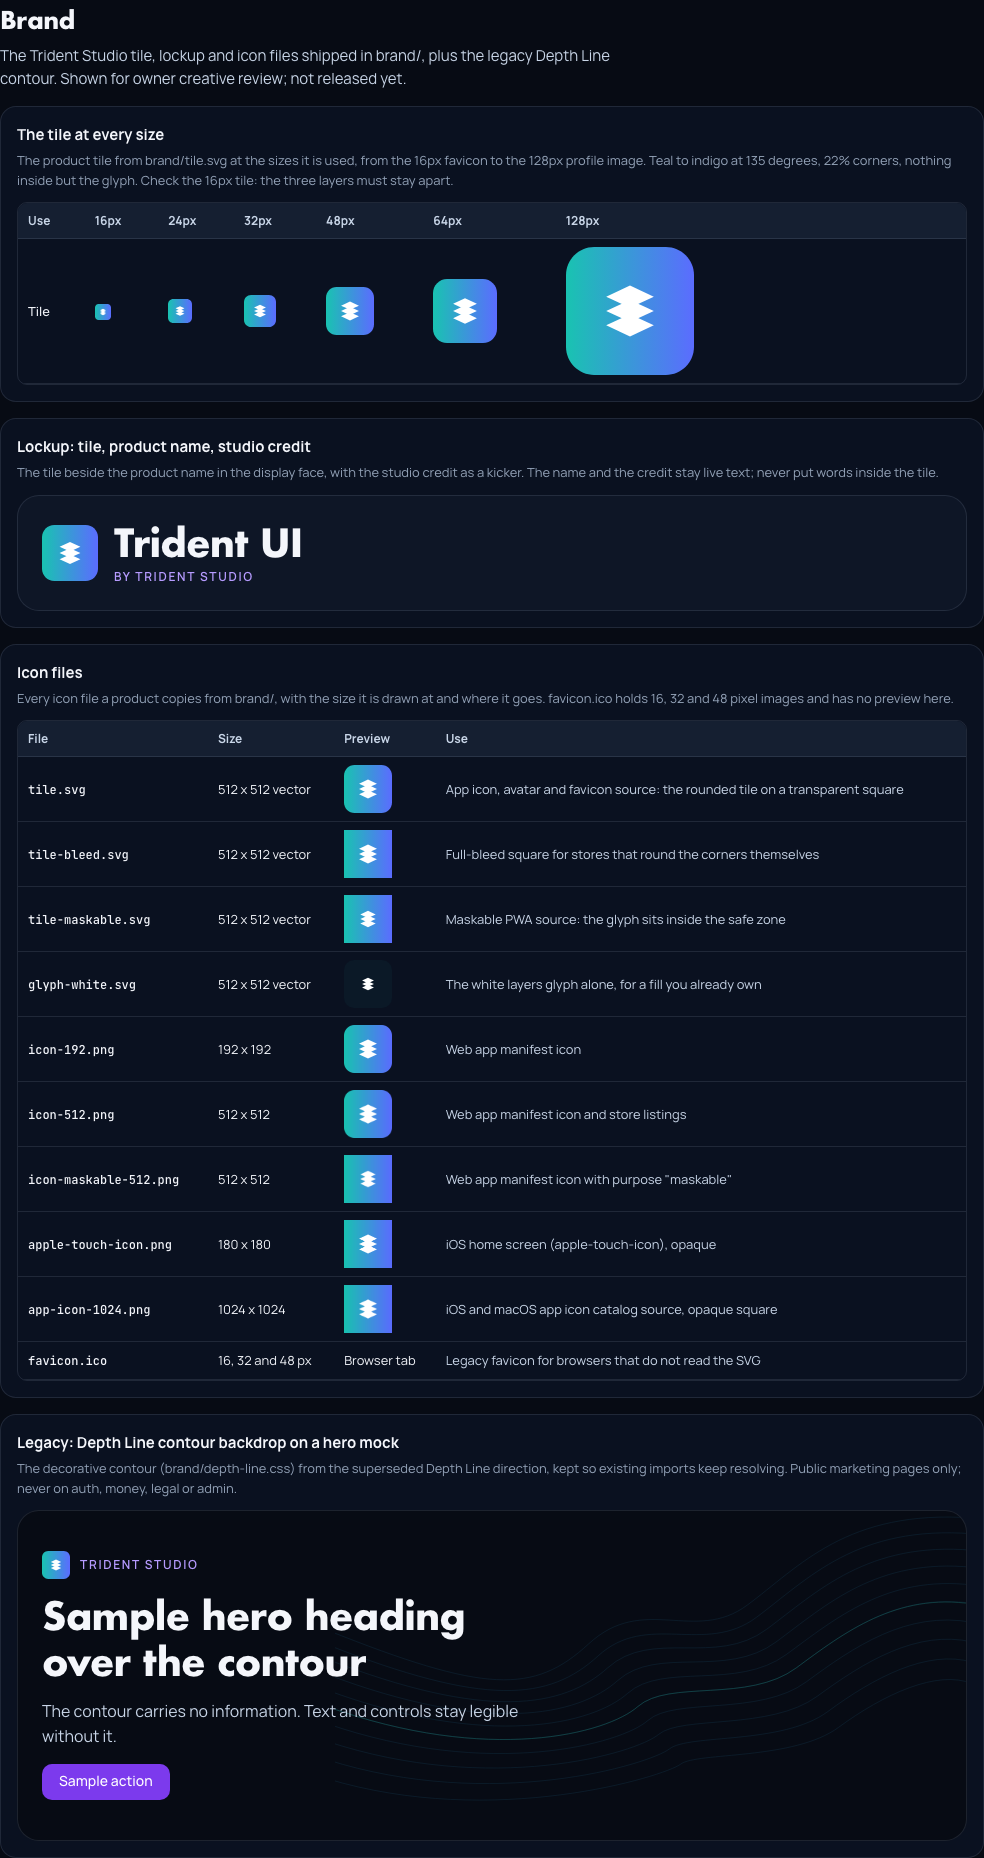 Brand
The Trident Studio tile, lockup and icon files shipped in brand/, plus the legacy Depth Line
contour. Shown for owner creative review; not released yet.
The tile at every size
The product tile from brand/tile.svg at the sizes it is used, from the 16px favicon to the 128px profile image. Teal to indigo at 135 degrees, 22% corners, nothing
inside but the glyph. Check the 16px tile: the three layers must stay apart.
Use 16px 24px 32px 48px 64px 128px
Tile
Lockup: tile, product name, studio credit
The tile beside the product name in the display face, with the studio credit as a kicker. The name and the credit stay live text; never put words inside the tile.
Trident UI
BY TRIDENT STUDIO
Icon files
Every icon file a product copies from brand/, with the size it is drawn at and where it goes. favicon.ico holds 16, 32 and 48 pixel images and has no preview here.
File Size Preview Use
tile.svg 512 x 512 vector App icon, avatar and favicon source: the rounded tile on a transparent square
tile-bleed.svg 512 x 512 vector Full-bleed square for stores that round the corners themselves
tile-maskable.svg 512 x 512 vector Maskable PWA source: the glyph sits inside the safe zone
glyph-white.svg 512 x 512 vector The white layers glyph alone, for a fill you already own
icon-192.png 192 x 192 Web app manifest icon
icon-512.png 512 x 512 Web app manifest icon and store listings
icon-maskable-512.png 512 x 512 Web app manifest icon with purpose "maskable"
apple-touch-icon.png 180 x 180 iOS home screen (apple-touch-icon), opaque
app-icon-1024.png 1024 x 1024 iOS and macOS app icon catalog source, opaque square
favicon.ico 16, 32 and 48 px Browser tab Legacy favicon for browsers that do not read the SVG
Legacy: Depth Line contour backdrop on a hero mock
The decorative contour (brand/depth-line.css) from the superseded Depth Line direction, kept so existing imports keep resolving. Public marketing pages only;
never on auth, money, legal or admin.
TRIDENT STUDIO
Sample hero heading
over the contour
The contour carries no information. Text and controls stay legible
without it.
Sample action